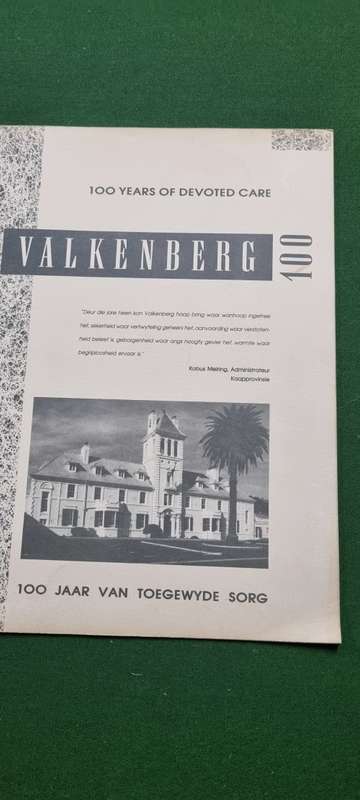 100 YEARS OF DEVOTED CARE
VALKENBERG 100
"Deur die jare heen kon Valkenberg hoop bring waar wanhoop ingetree
het, sekerheid waar vertwyfeling geheers het, aanvaarding waar verstoten-
heid beleef is, geborgenheid waar angs hoogty gevier het, warmte waar
begriploosheid ervaar is."
Kobus Meiring, Administrateur
Kaapprovinsie
100 JAAR VAN TOEGEWYDE SORG